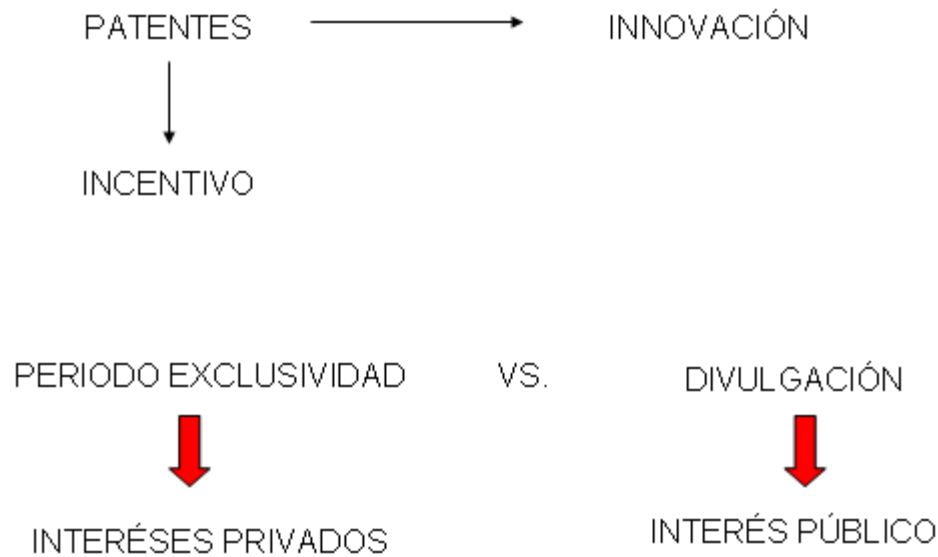 PATENTES INNOVACIÓN
INCENTIVO
PERIODO EXCLUSIVIDAD VS. DIVULGACIÓN
INTERÉSES PRIVADOS INTERÉS PÚBLICO